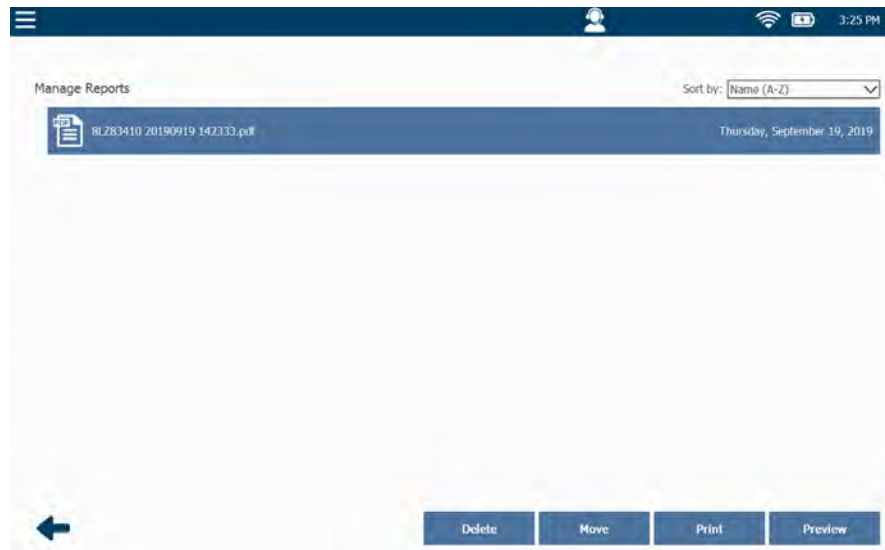 3:25 PM
Manage Reports
Sort by: Name (A-Z)
PDF
8LZ83410 20190919 142333.pdf
Thursday, September 19, 2019
Delete
Move
Print
Preview